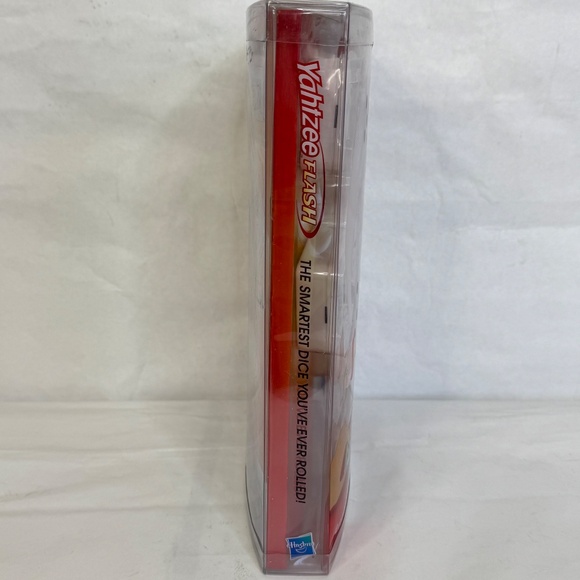 Yahtzee FLASH
THE SMARTEST DICE YOU'VE EVER ROLLED!
Hasbro